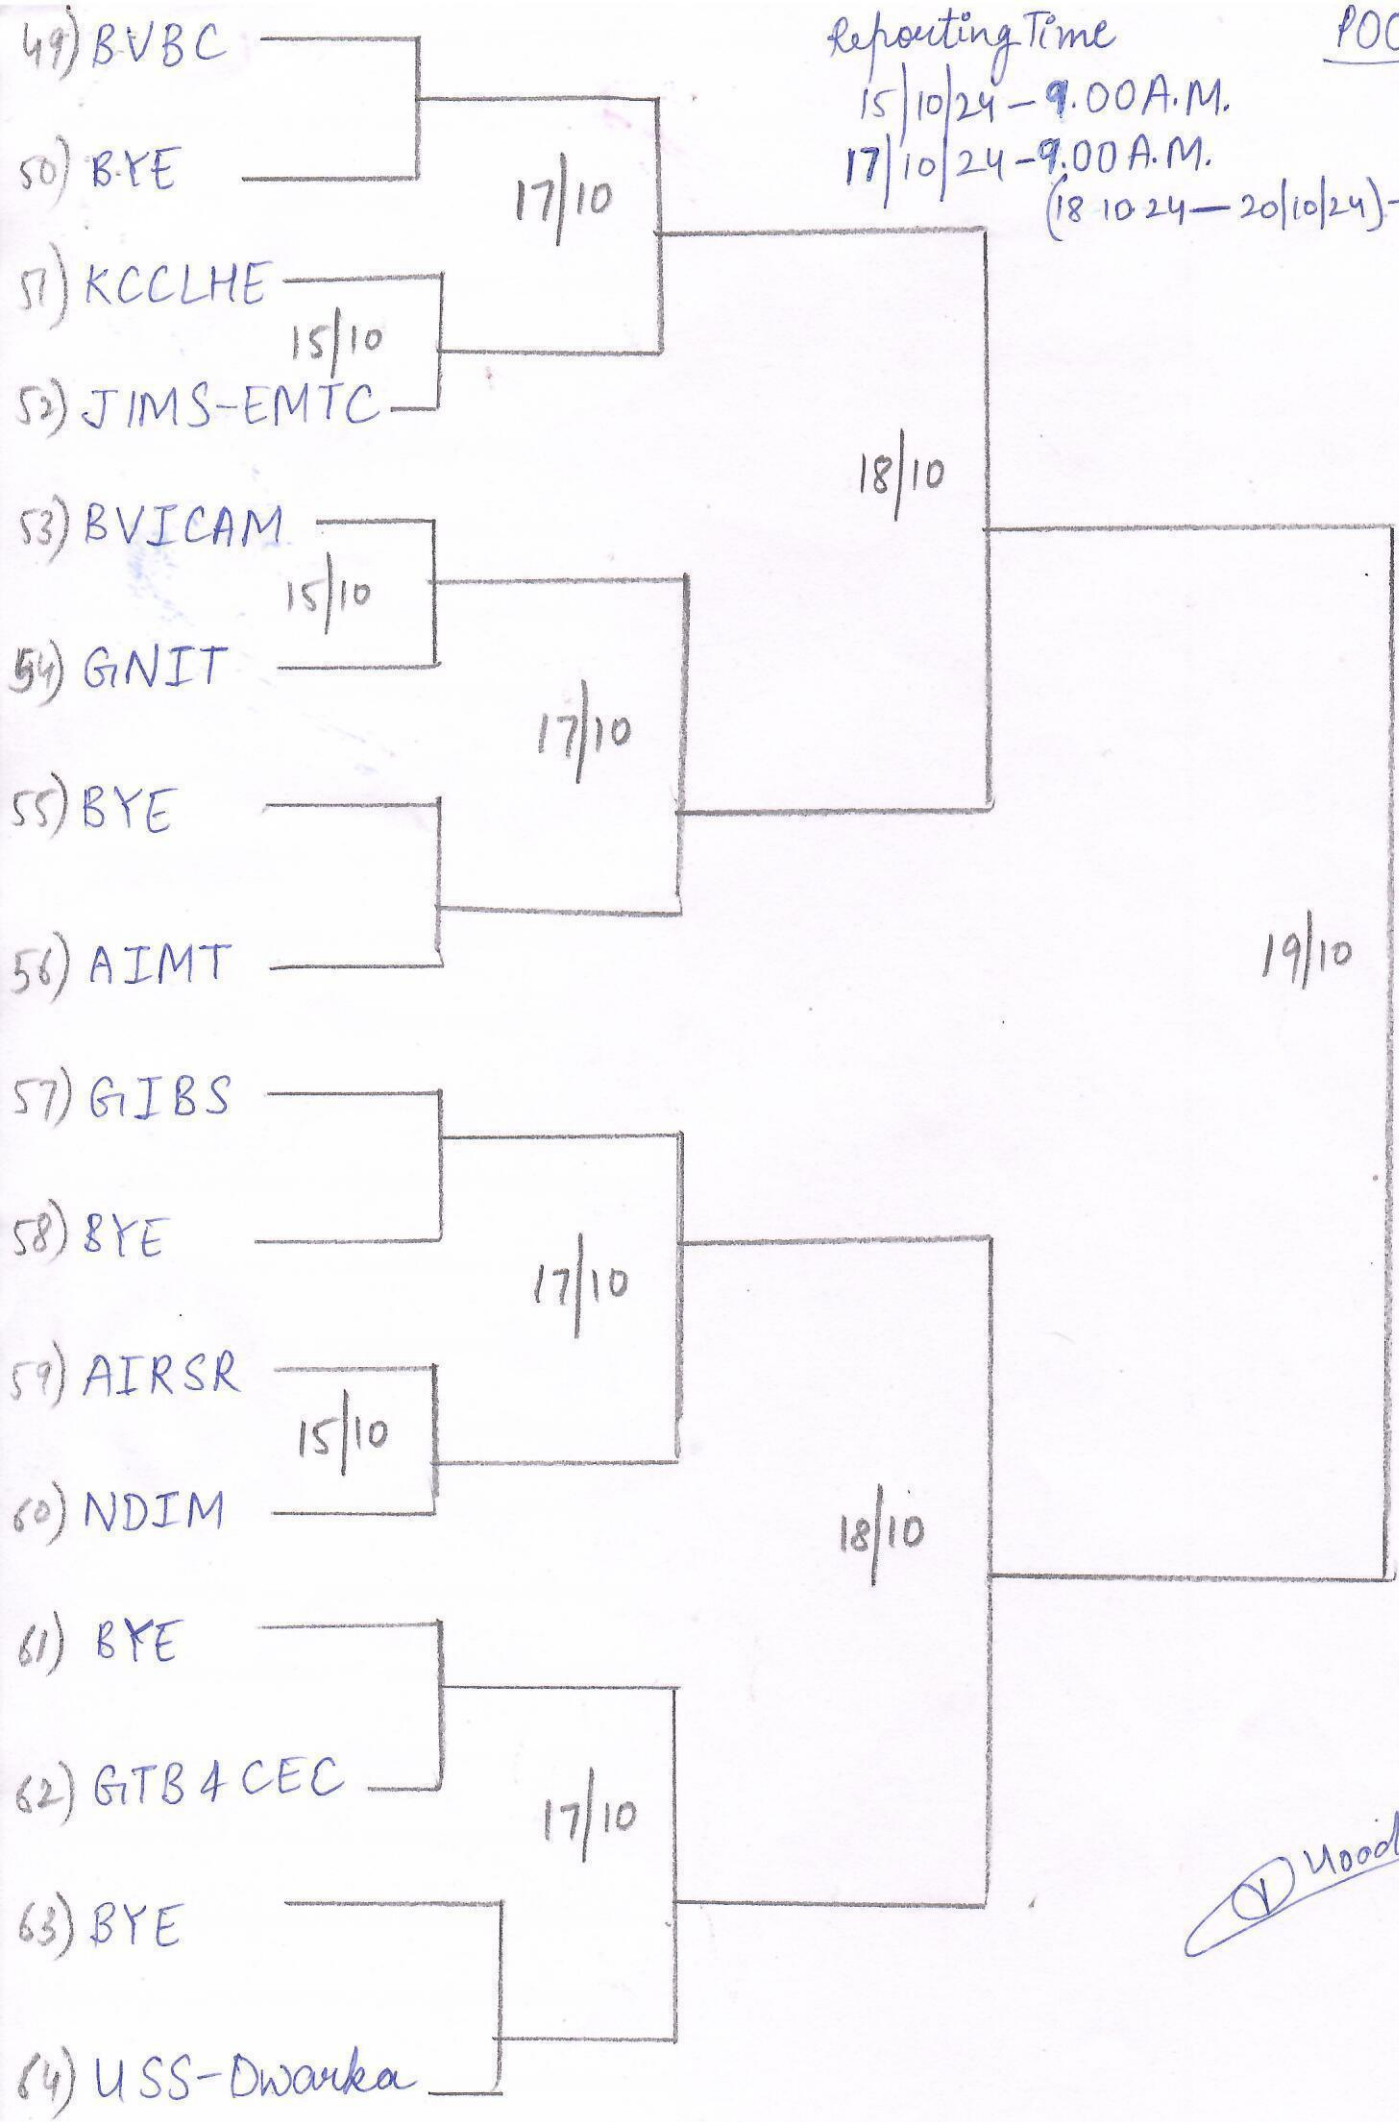 Reporting Time POC
15/10/24 - 9.00 A.M.
17/10/24 - 9.00 A.M.
(18 10 24 — 20/10/24) -
49) BVBC
50) BYE
17/10
51) KCCLHE
15/10
52) JIMS-EMTC
18/10
53) BVICAM
15/10
54) GNIT
17/10
55) BYE
56) AIMT
19/10
57) GIBS
58) BYE
17/10
59) AIRSR
15/10
60) NDIM
18/10
61) BYE
62) GTB4CEC
17/10
63) BYE
64) USS-Dwarka